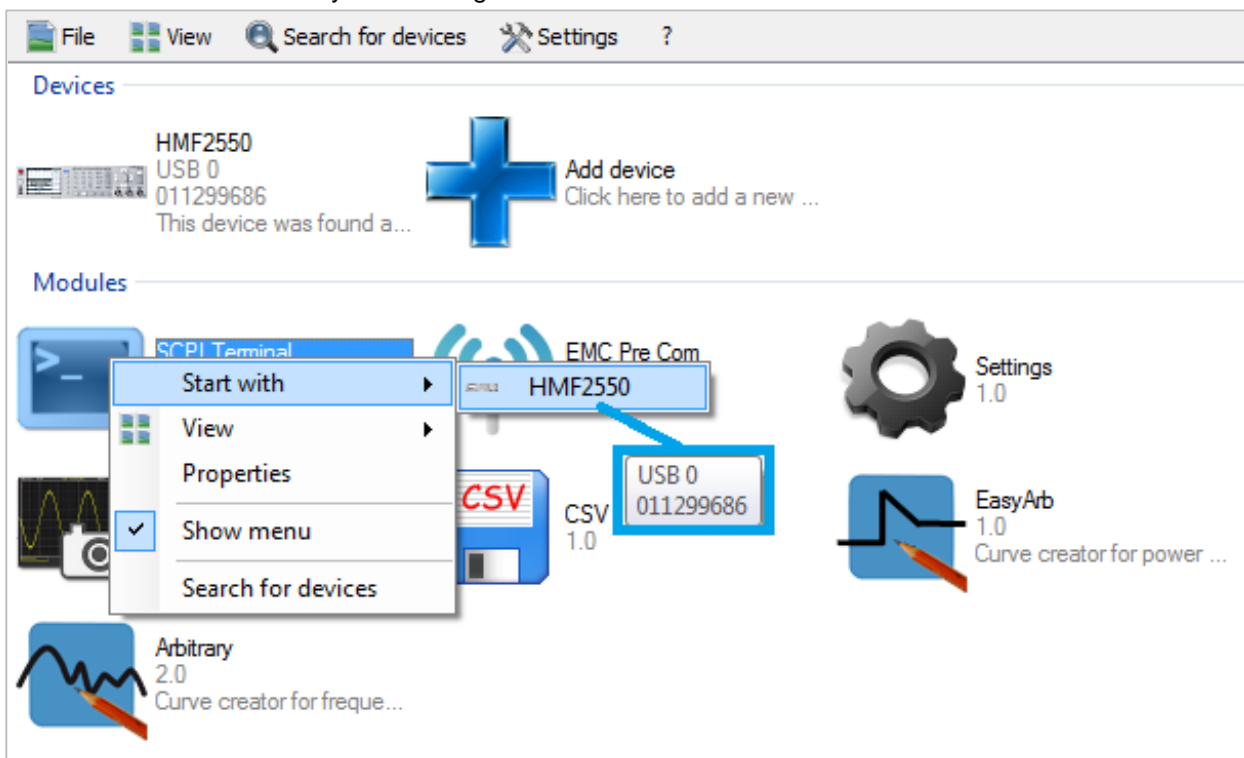 File View Search for devices Settings ?
Devices
HMF2550
USB 0
011299686
This device was found a...
Add device
Click here to add a new ...
Modules
SCPI Terminal
EMC Pre Com
Settings
1.0
Start with
HMF2550
View
Properties
Show menu
Search for devices
USB 0
011299686
CSV
CSV
1.0
EasyArb
1.0
Curve creator for power ...
Arbitrary
2.0
Curve creator for freque...